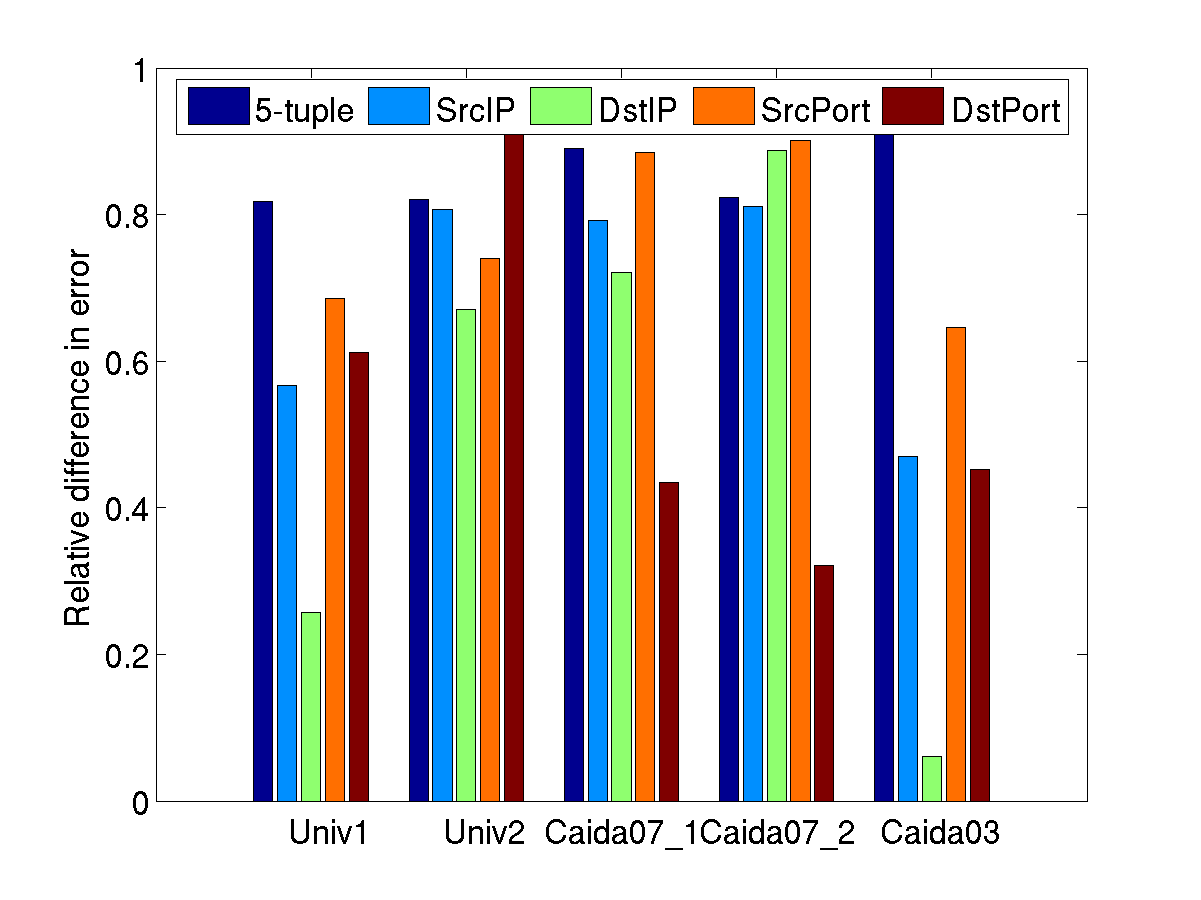 1
5-tuple SrcIP DstIP SrcPort DstPort
0.8
0.6
0.4
0.2
0
Relative difference in error
Univ1 Univ2 Caida07_1 Caida07_2 Caida03